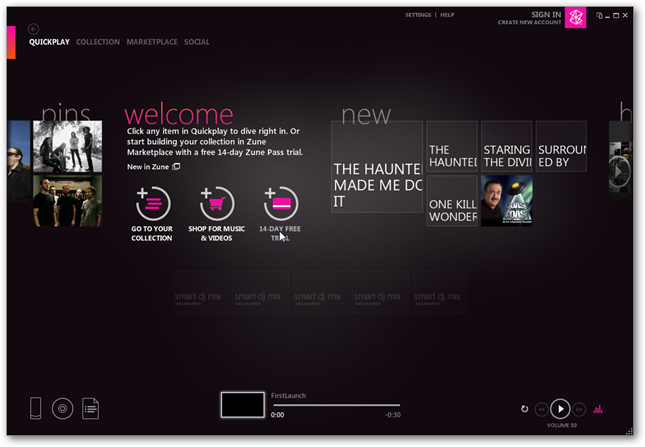 SETTINGS | HELP
SIGN IN
CREATE NEW ACCOUNT
QUICKPLAY COLLECTION MARKETPLACE SOCIAL
pins
welcome
Click any item in Quickplay to dive right in. Or
start building your collection in Zune
Marketplace with a free 14-day Zune Pass trial.
New in Zune
GO TO YOUR
COLLECTION
SHOP FOR MUSIC
& VIDEOS
14-DAY FREE
TRIAL
new
THE HAUNTE
MADE ME DO
IT
THE
HAUNTE
STARING
THE DIVI
SURROUN
ED BY
ONE KILL
WONDER
COAST
COAST
h
smart dj mix
smart dj mix
smart dj mix
smart dj mix
smart dj mix
FirstLaunch
0:00
-0:30
VOLUME 50